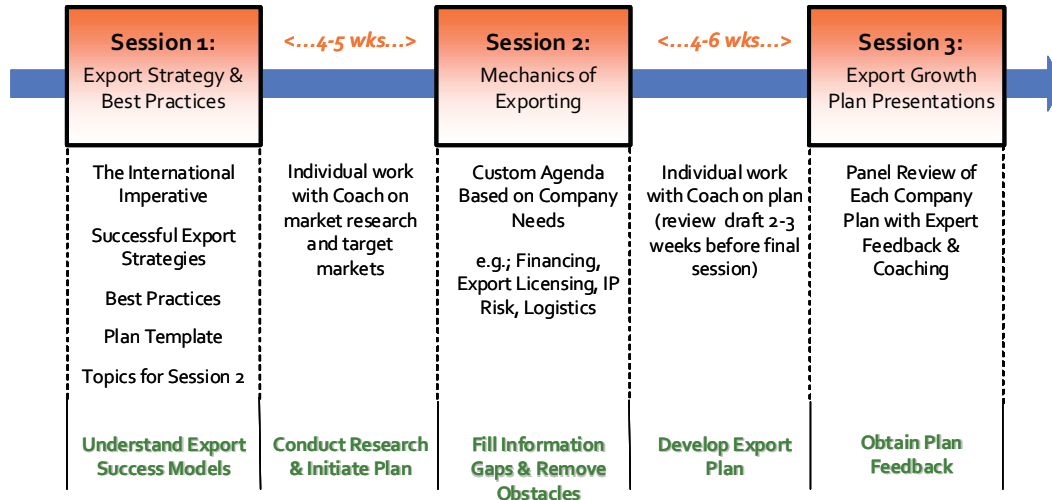 Session 1:
Export Strategy &
Best Practices
<...4-5 wks...>
Session 2:
Mechanics of
Exporting
<...4-6 wks...>
Session 3:
Export Growth
Plan Presentations
The International
Imperative
Successful Export
Strategies
Best Practices
Plan Template
Topics for Session 2
Individual work
with Coach on
market research
and target
markets
Custom Agenda
Based on Company
Needs
e.g.; Financing,
Export Licensing, IP
Risk, Logistics
Individual work
with Coach on plan
(review draft 2-3
weeks before final
session)
Panel Review of
Each Company
Plan with Expert
Feedback &
Coaching
Understand Export
Success Models
Conduct Research
& Initiate Plan
Fill Information
Gaps & Remove
Obstacles
Develop Export
Plan
Obtain Plan
Feedback